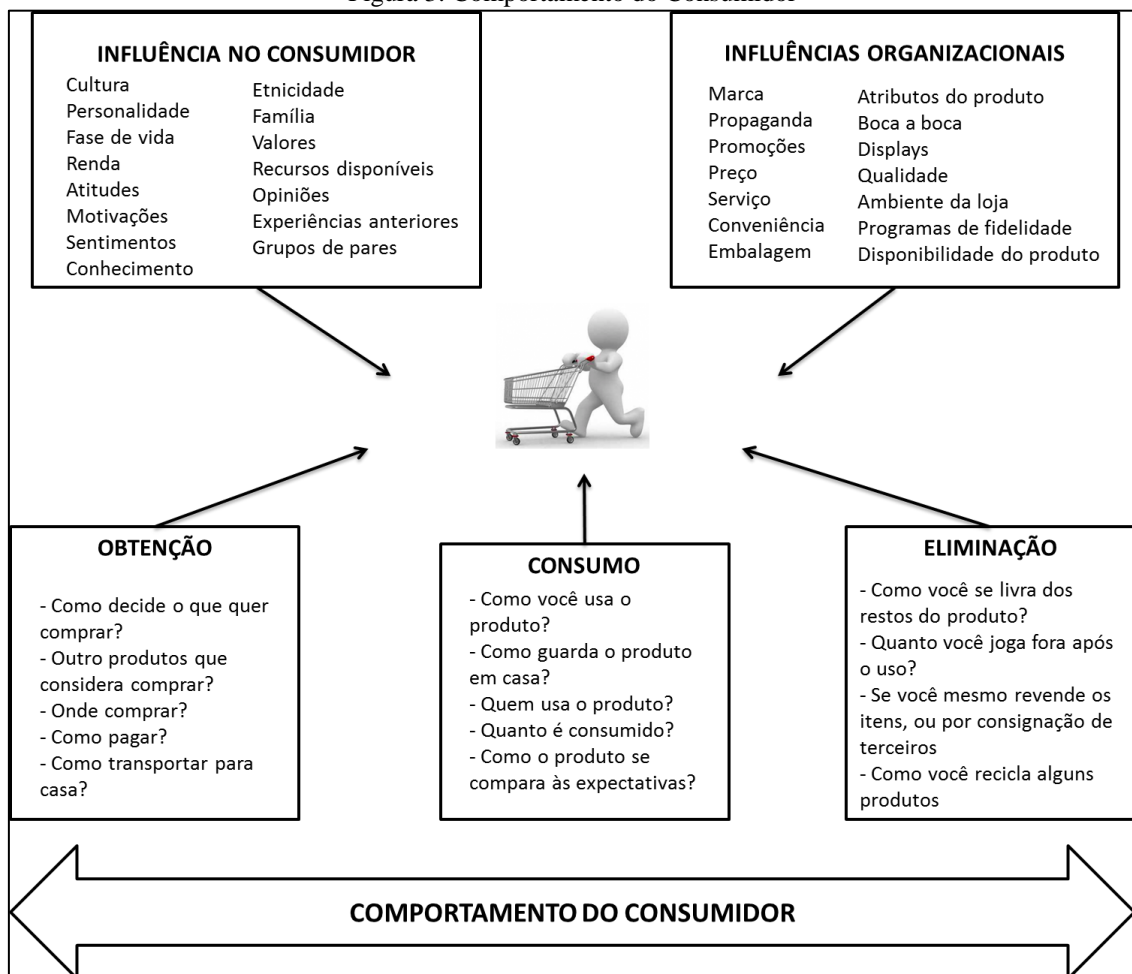 Figura 3: Comportamento do Consumidor
INFLUÊNCIA NO CONSUMIDOR
Cultura
Personalidade
Fase de vida
Renda
Atitudes
Motivações
Sentimentos
Conhecimento
Etnicidade
Família
Valores
Recursos disponíveis
Opiniões
Experiências anteriores
Grupos de pares
INFLUÊNCIAS ORGANIZACIONAIS
Marca
Propaganda
Promoções
Preço
Serviço
Conveniência
Embalagem
Atributos do produto
Boca a boca
Displays
Qualidade
Ambiente da loja
Programas de fidelidade
Disponibilidade do produto
OBTENÇÃO
- Como decide o que quer
comprar?
- Outro produtos que
considera comprar?
- Onde comprar?
- Como pagar?
- Como transportar para
casa?
CONSUMO
- Como você usa o
produto?
- Como guarda o produto
em casa?
- Quem usa o produto?
- Quanto é consumido?
- Como o produto se
compara às expectativas?
ELIMINAÇÃO
- Como você se livra dos
restos do produto?
- Quanto você joga fora após
o uso?
- Se você mesmo revende os
itens, ou por consignação de
terceiros
- Como você recicla alguns
produtos
COMPORTAMENTO DO CONSUMIDOR